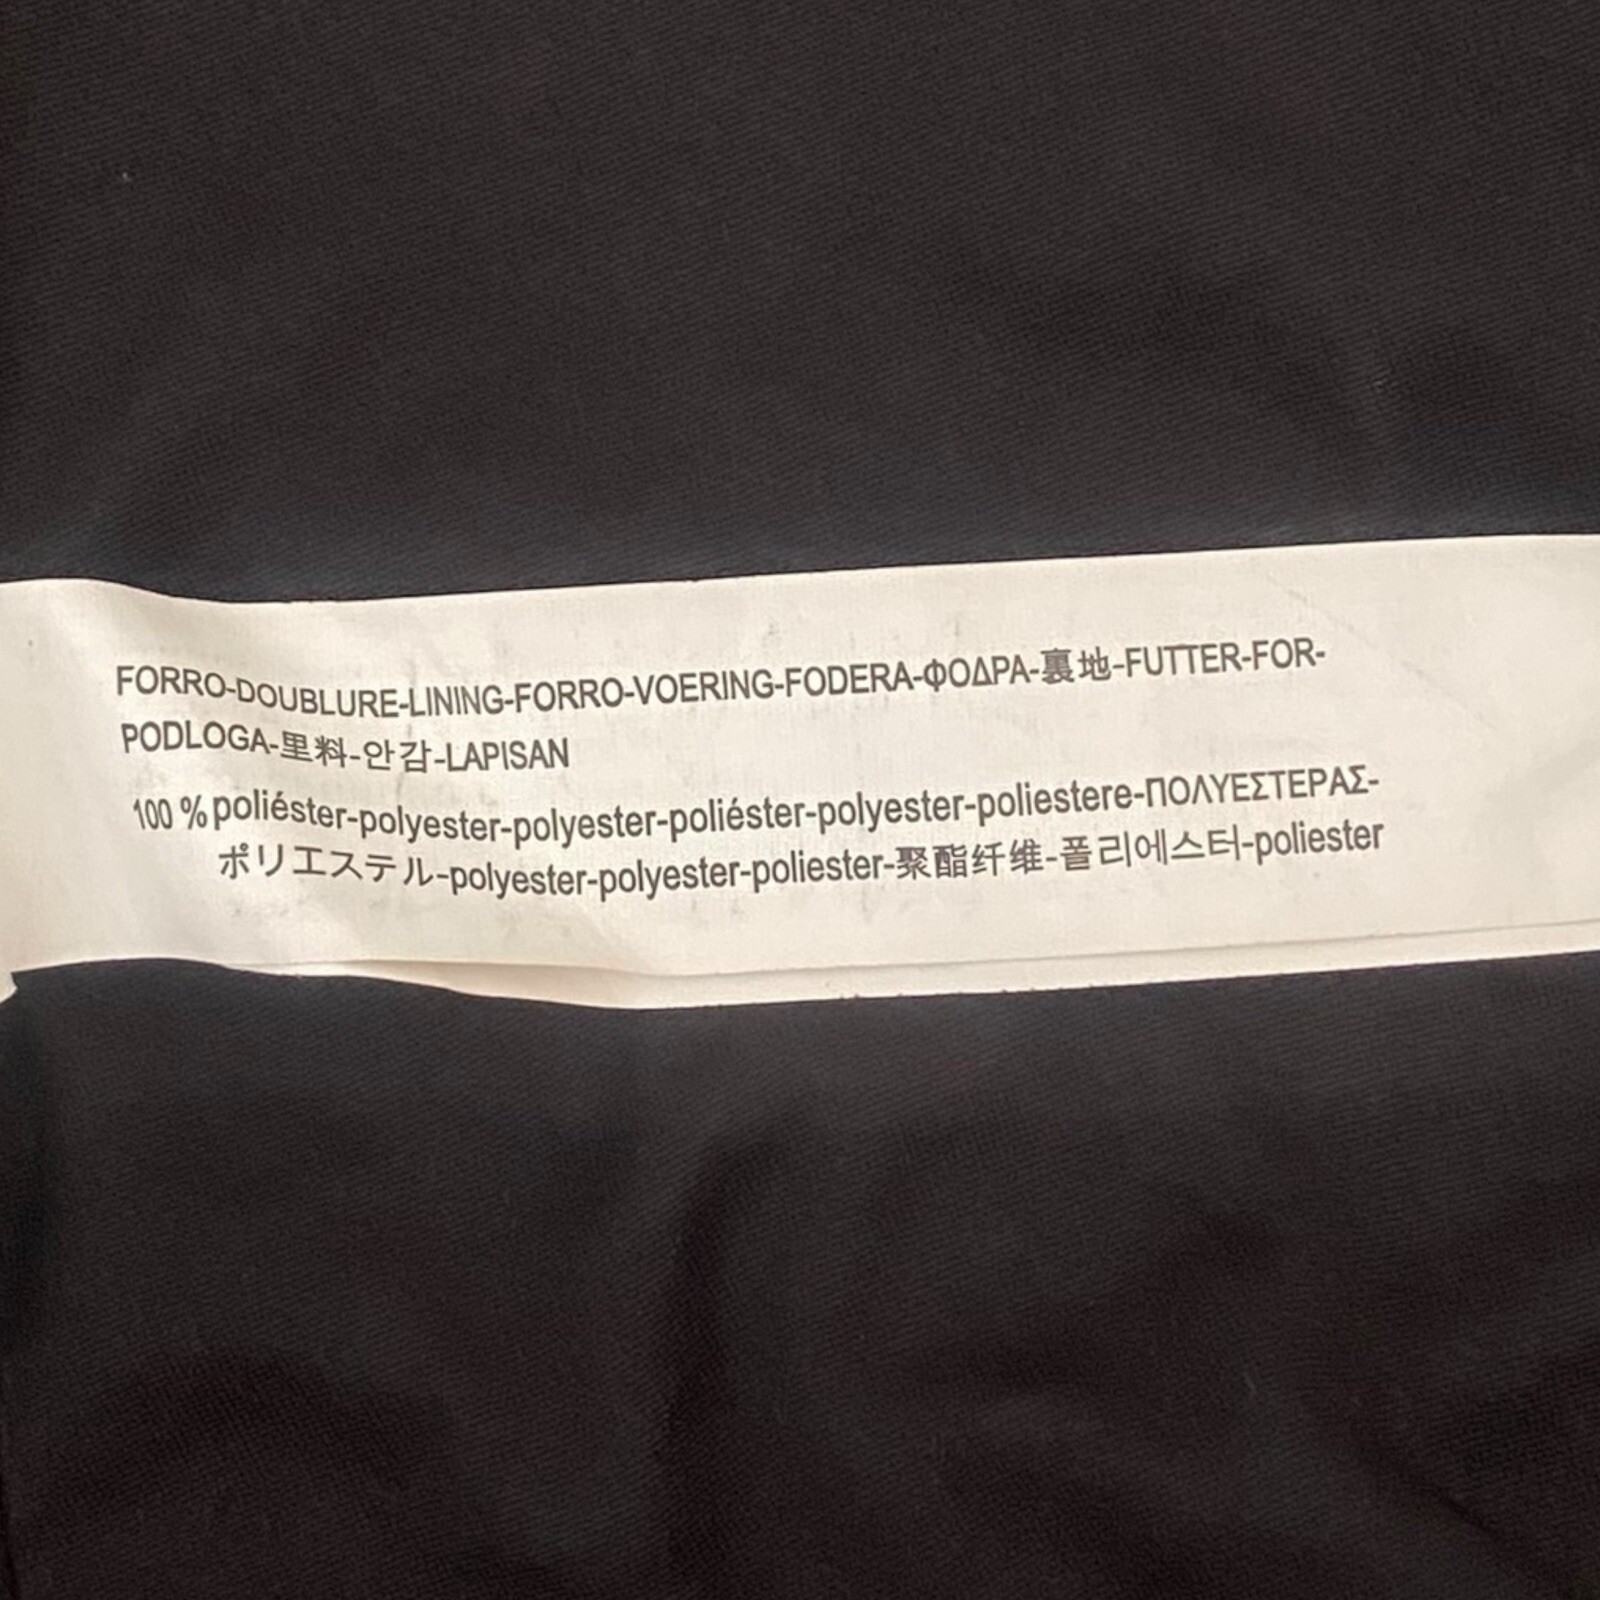 FORRO-DOUBLURE-LINING-FORRO-VOERING-FODERA-ΦΟΔΡΑ-裏地-FUTTER-FOR-
PODLOGA-里料-안감-LAPISAN
100 % poliéster-polyester-polyester-poliéster-polyester-poliestere-ΠΟΛΥΕΣΤΕΡΑΣ-
ポリエステル-polyester-polyester-poliester-聚酯纤维-폴리에스터-poliester